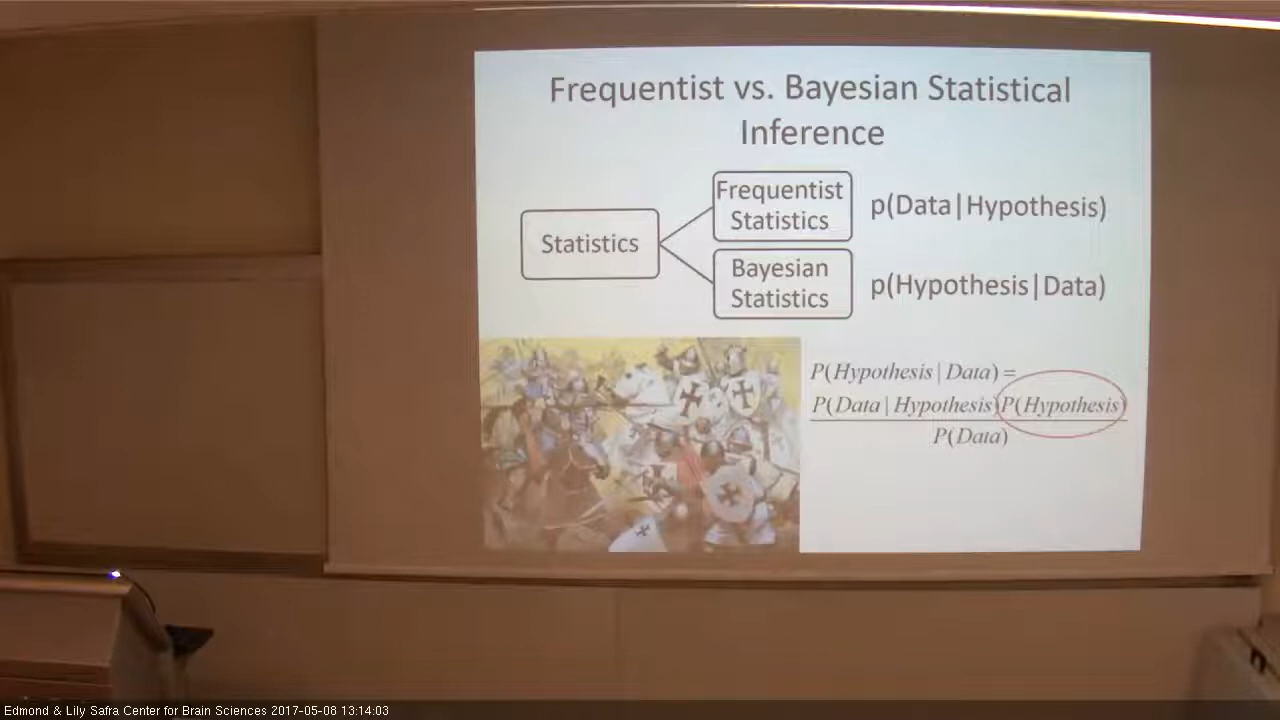 Frequentist vs. Bayesian Statistical
Inference
Statistics
Frequentist
Statistics
p(Data|Hypothesis)
Bayesian
Statistics
p(Hypothesis|Data)
P(Hypothesis | Data) =
P(Data | Hypothesis)P(Hypothesis)
P(Data)
Edmond & Lily Safra Center for Brain Sciences 2017-05-08 13:14:03